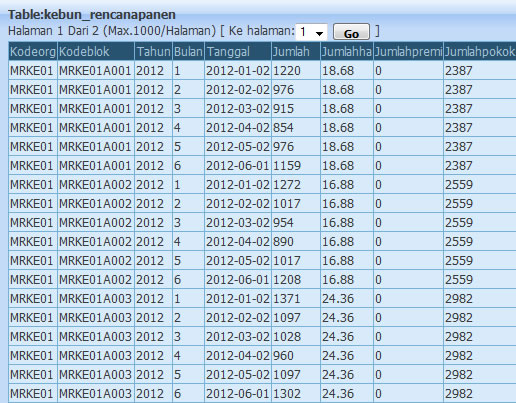 Table:kebun_rencanapanen
Halaman 1 Dari 2 (Max.1000/Halaman) [ Ke halaman: 1 Go ]
Kodeorg Kodeblok Tahun Bulan Tanggal Jumlah Jumlahha Jumlahpremi Jumlahpokok
MRKE01 MRKE01A001 2012 1 2012-01-02 1220 18.68 0 2387
MRKE01 MRKE01A001 2012 2 2012-02-02 976 18.68 0 2387
MRKE01 MRKE01A001 2012 3 2012-03-02 915 18.68 0 2387
MRKE01 MRKE01A001 2012 4 2012-04-02 854 18.68 0 2387
MRKE01 MRKE01A001 2012 5 2012-05-02 976 18.68 0 2387
MRKE01 MRKE01A001 2012 6 2012-06-01 1159 18.68 0 2387
MRKE01 MRKE01A002 2012 1 2012-01-02 1272 16.88 0 2559
MRKE01 MRKE01A002 2012 2 2012-02-02 1017 16.88 0 2559
MRKE01 MRKE01A002 2012 3 2012-03-02 954 16.88 0 2559
MRKE01 MRKE01A002 2012 4 2012-04-02 890 16.88 0 2559
MRKE01 MRKE01A002 2012 5 2012-05-02 1017 16.88 0 2559
MRKE01 MRKE01A002 2012 6 2012-06-01 1208 16.88 0 2559
MRKE01 MRKE01A003 2012 1 2012-01-02 1371 24.36 0 2982
MRKE01 MRKE01A003 2012 2 2012-02-02 1097 24.36 0 2982
MRKE01 MRKE01A003 2012 3 2012-03-02 1028 24.36 0 2982
MRKE01 MRKE01A003 2012 4 2012-04-02 960 24.36 0 2982
MRKE01 MRKE01A003 2012 5 2012-05-02 1097 24.36 0 2982
MRKE01 MRKE01A003 2012 6 2012-06-01 1302 24.36 0 2982